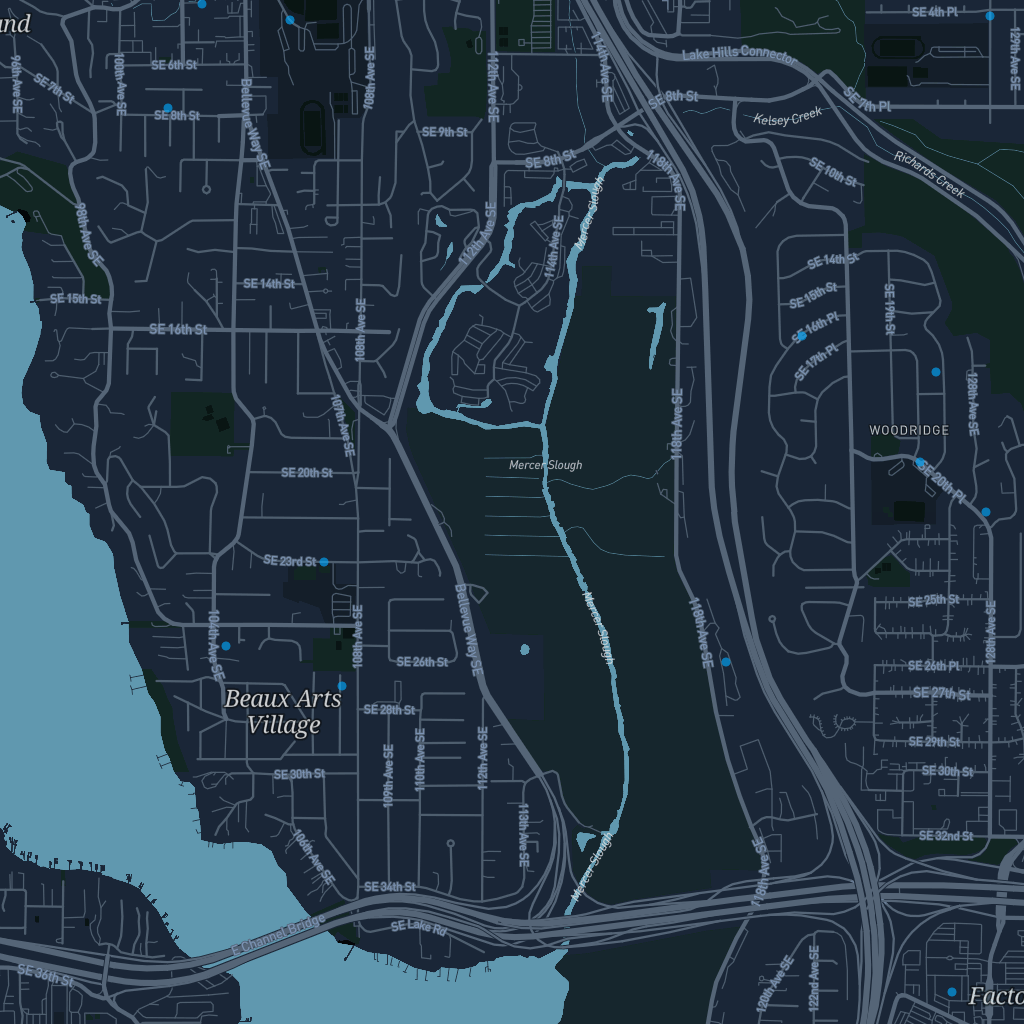 SE 4th Pl
and
Lake Hills Connector
SE 6th St
96th Ave SE
SE 7th St
100th Ave SE
108th Ave SE
112th Ave SE
114th Ave SE
127th Ave SE
SE 8th St
SE 7th Pl
SE 8th St
Kelsey Creek
Bellevue Way SE
SE 9th St
SE 8th St
118th Ave SE
SE 10th St
Richards Creek
Mercer Slough
98th Ave SE
112th Ave SE
114th Ave SE
SE 14th St
SE 14th St
SE 15th St
SE 15th St
SE 19th St
SE 16th St
108th Ave SE
SE 16th Pl
SE 17th Pl
107th Ave SE
118th Ave SE
128th Ave SE
WOODRIDGE
Mercer Slough
SE 20th St
SE 20th Pl
SE 23rd St
104th Ave SE
108th Ave SE
Bellevue Way SE
Mercer Slough
118th Ave SE
SE 25th St
128th Ave SE
SE 26th St
SE 26th Pl
Beaux Arts
Village
SE 27th St
SE 28th St
SE 29th St
109th Ave SE
110th Ave SE
112th Ave SE
SE 30th St
SE 30th St
113th Ave SE
SE 32nd St
106th Ave SE
Mercer Slough
119th Ave SE
SE 34th St
E Channel Bridge
SE Lake Rd
SE 36th St
120th Ave SE
122nd Ave SE
Facto